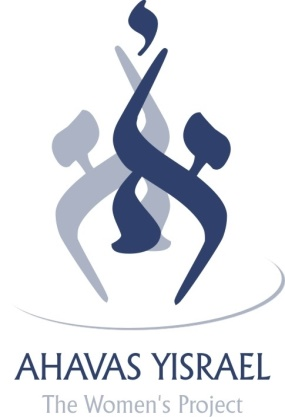 AHAVAS YISRAEL
The Women's Project